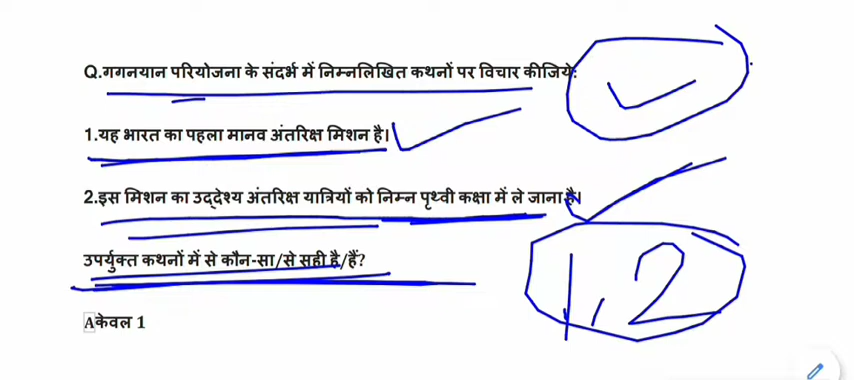 Q.गगनयान परियोजना के संदर्भ में निम्नलिखित कथनों पर विचार कीजिये:
1.यह भारत का पहला मानव अंतरिक्ष मिशन है।
2.इस मिशन का उद्देश्य अंतरिक्ष यात्रियों को निम्न पृथ्वी कक्षा में ले जाना है।
1, 2
उपर्युक्त कथनों में से कौन-सा/से सही है/हैं?
Aकेवल 1